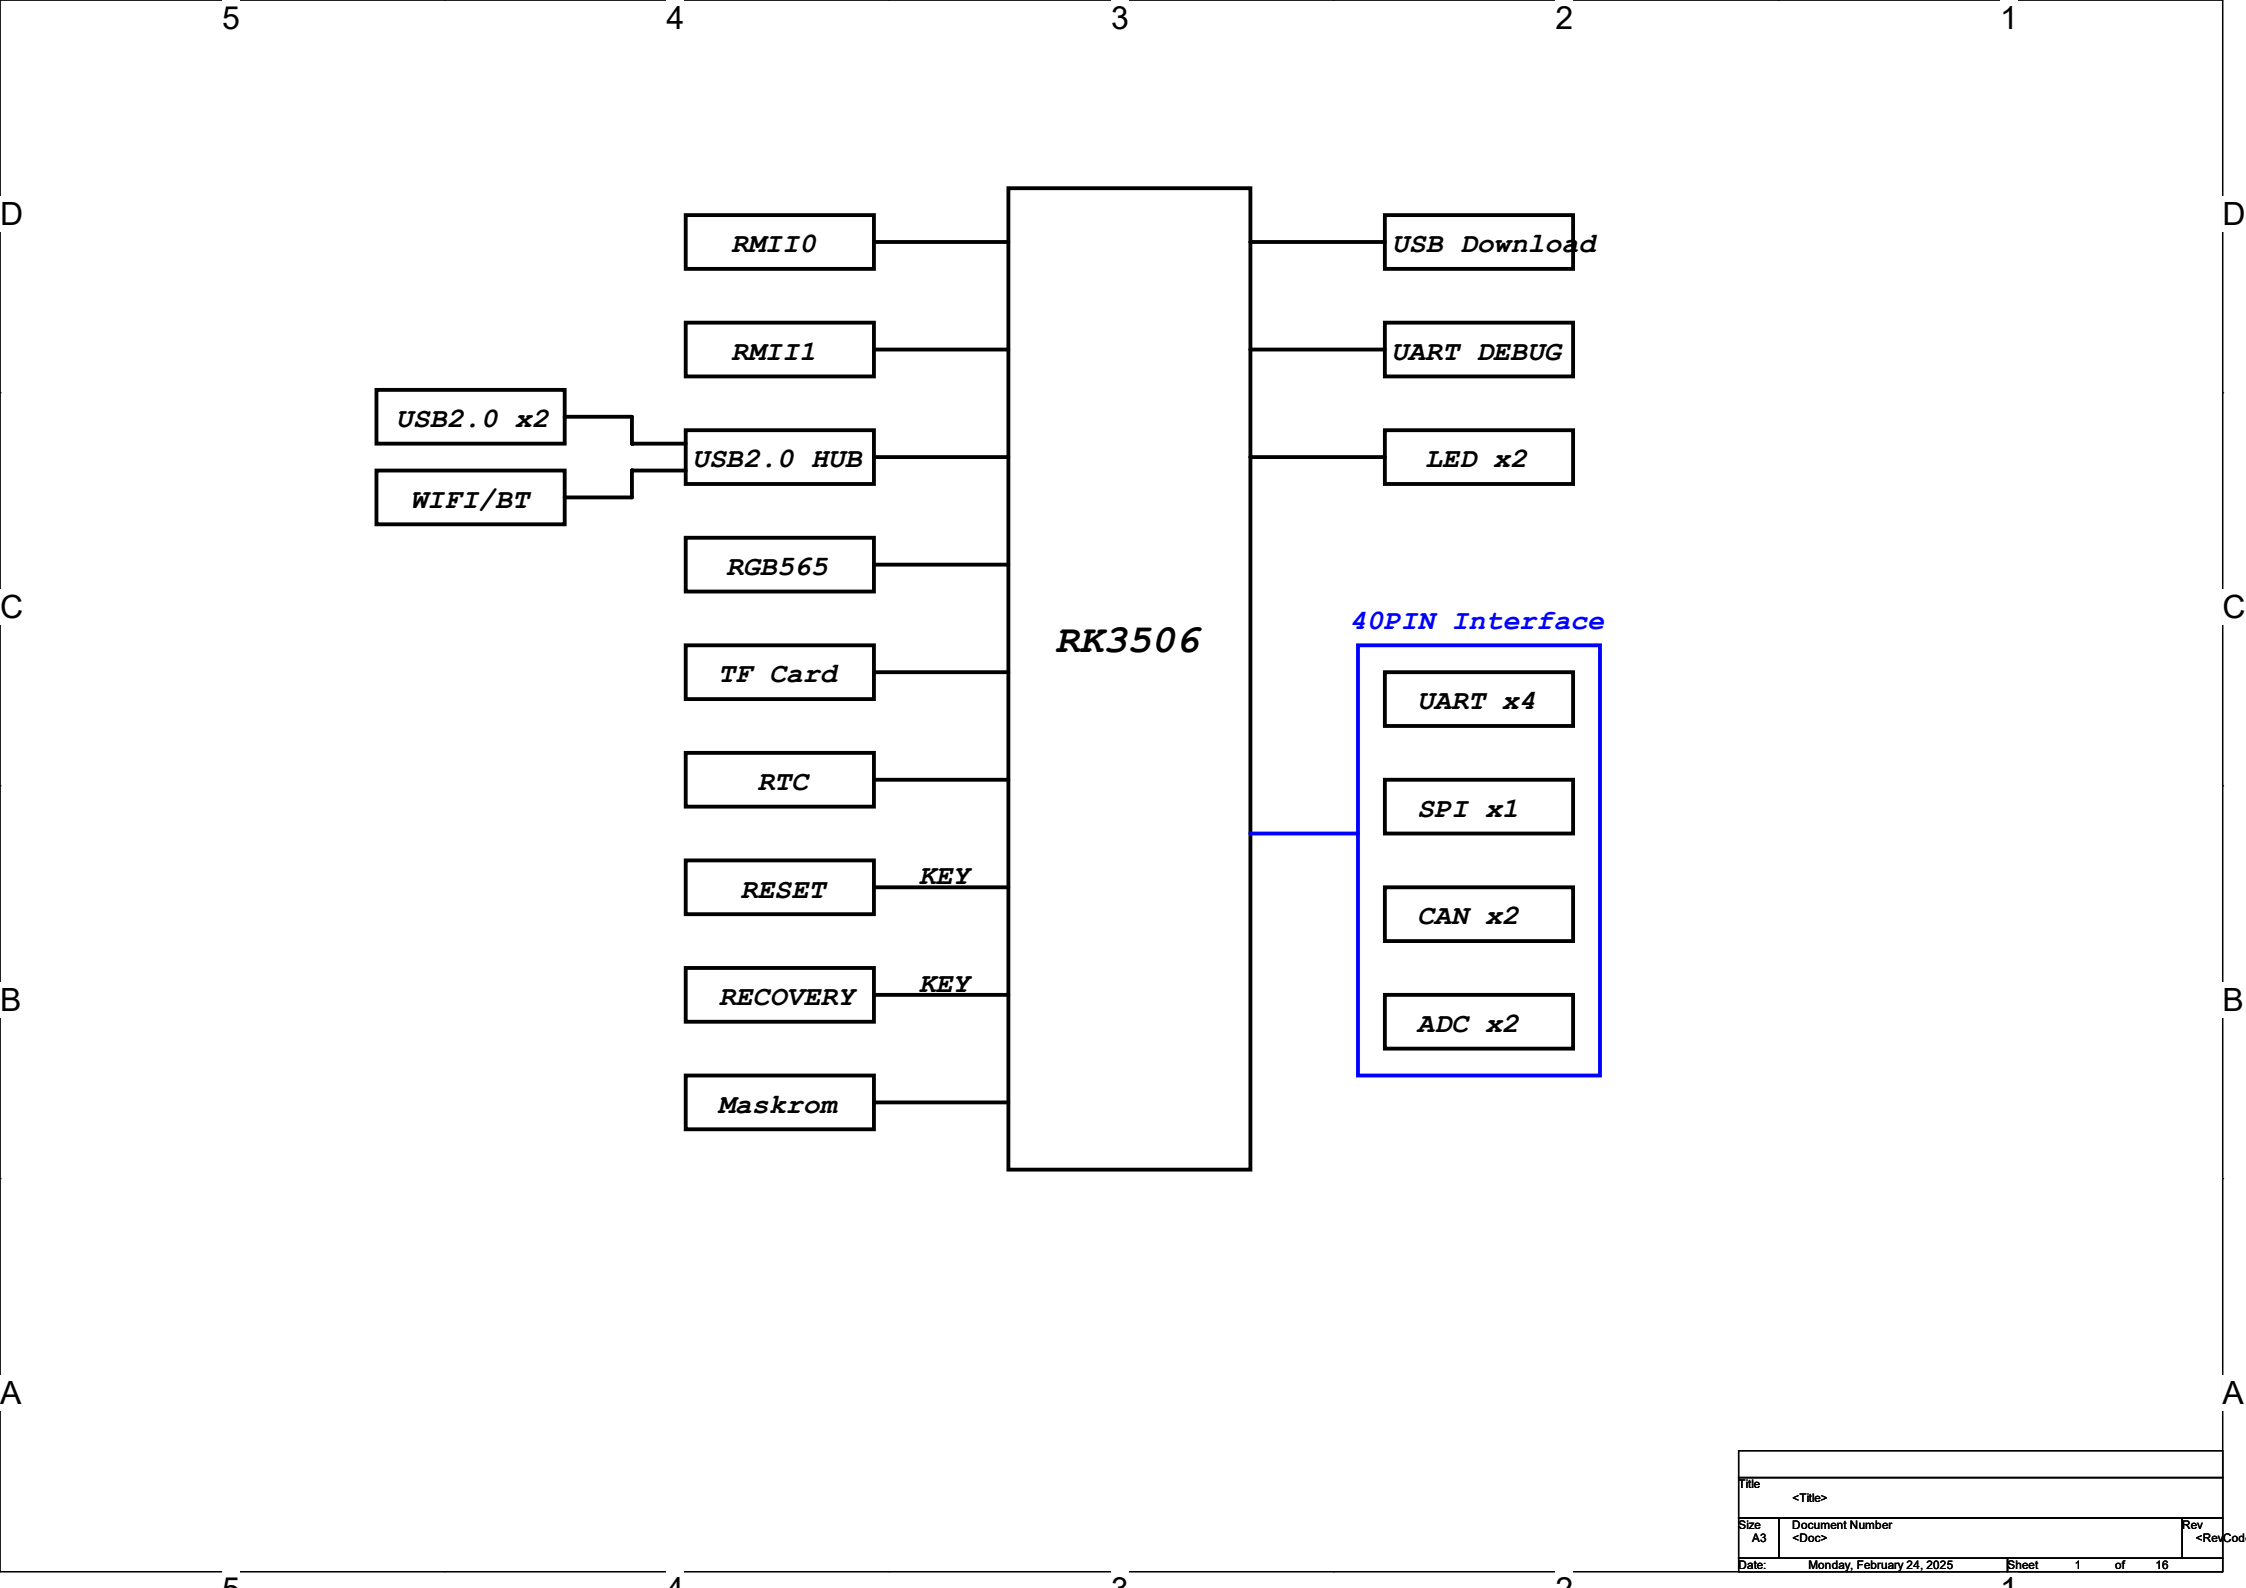 5 4 3 2 1
D D
RMII0 USB Download
RMII1 UART DEBUG
USB2.0 x2
USB2.0 HUB LED x2
WIFI/BT
RGB565
C C
40PIN Interface
RK3506
TF Card UART x4
RTC SPI x1
KEY
RESET CAN x2
KEY
RECOVERY
B B
ADC x2
Maskrom
A A
Title
<Title>
Size Document Number Rev
A3 <Doc> <RevCod
Date: Monday, February 24, 2025 Sheet 1 of 16
5 4 3 2 1